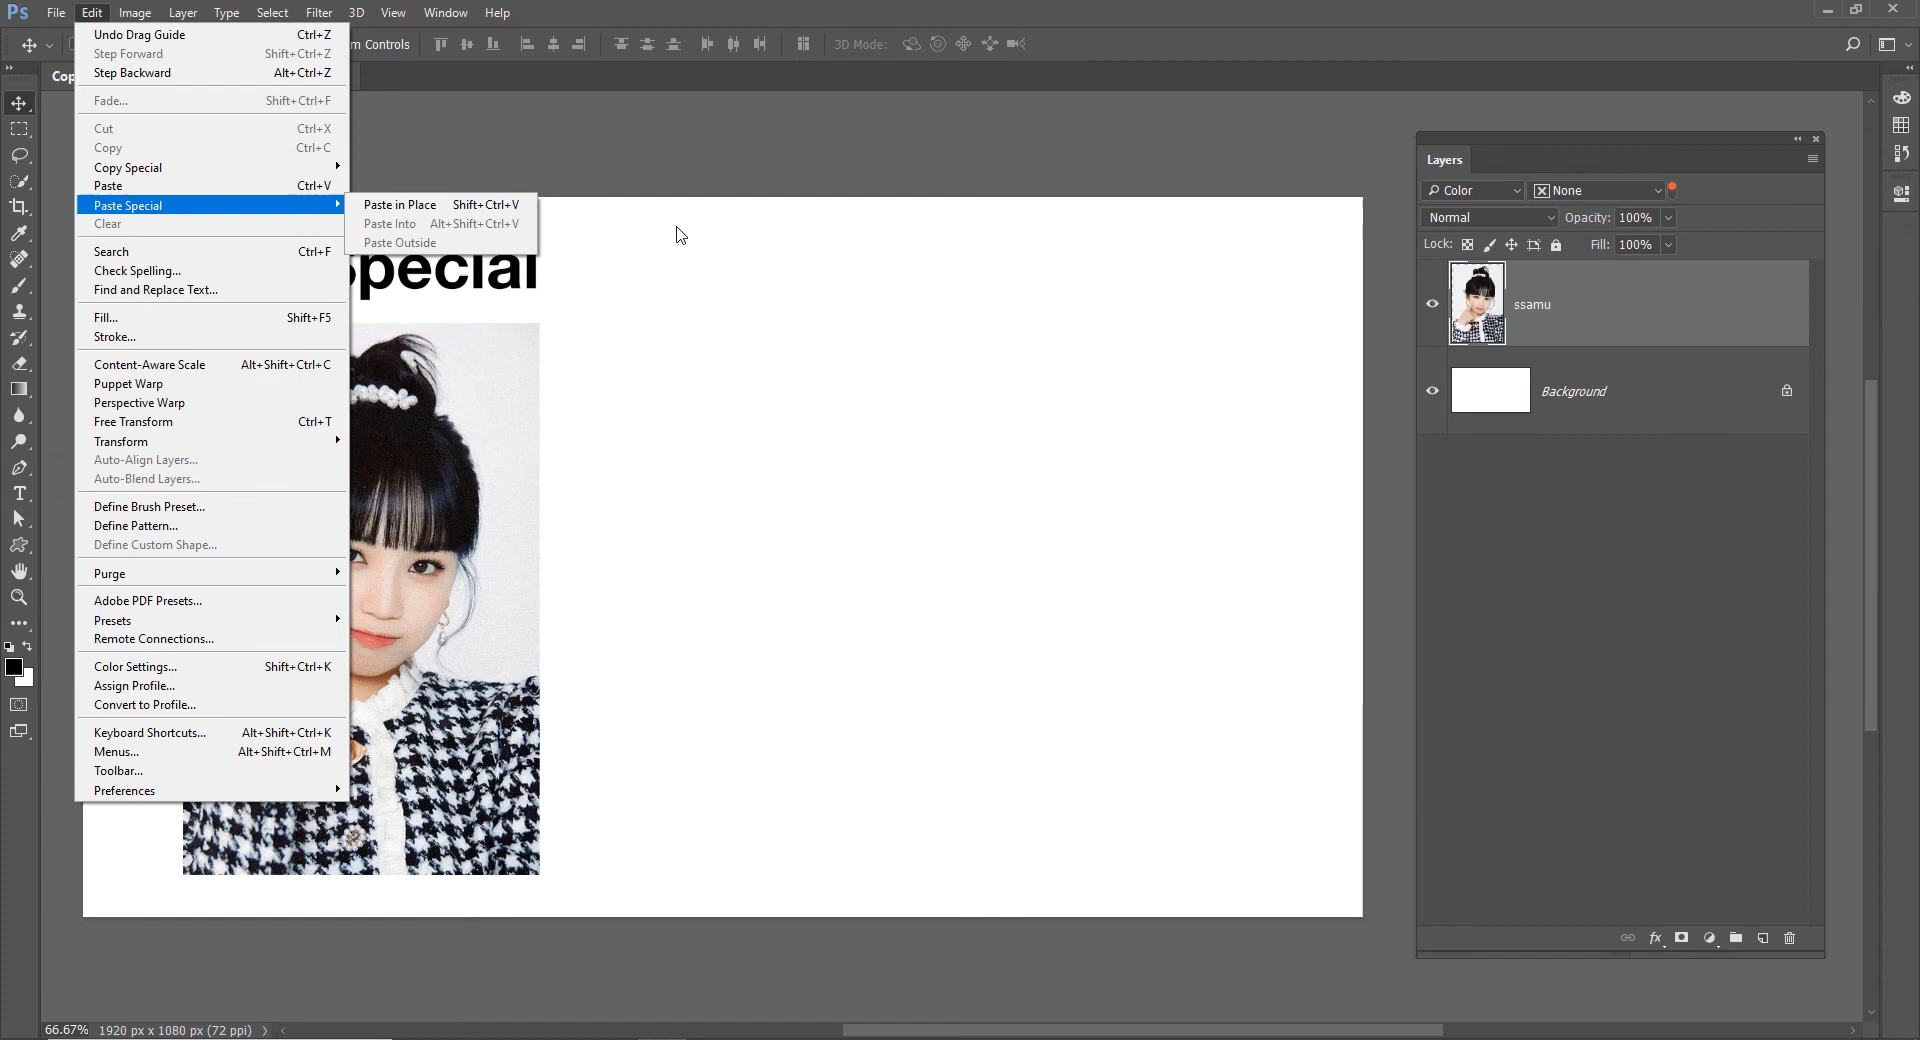 Ps File Edit Image Layer Type Select Filter 3D View Window Help
m Controls 3D Mode:
Cop
Undo Drag Guide Ctrl+Z
Step Forward Shift+Ctrl+Z
Step Backward Alt+Ctrl+Z
Fade... Shift+Ctrl+F
Cut Ctrl+X
Copy Ctrl+C
Copy Special
Paste Ctrl+V
Paste Special
Clear
Search Ctrl+F
Check Spelling...
Find and Replace Text...
Fill... Shift+F5
Stroke...
Content-Aware Scale Alt+Shift+Ctrl+C
Puppet Warp
Perspective Warp
Free Transform Ctrl+T
Transform
Auto-Align Layers...
Auto-Blend Layers...
Define Brush Preset...
Define Pattern...
Define Custom Shape...
Purge
Adobe PDF Presets...
Presets
Remote Connections...
Color Settings... Shift+Ctrl+K
Assign Profile...
Convert to Profile...
Keyboard Shortcuts... Alt+Shift+Ctrl+K
Menus... Alt+Shift+Ctrl+M
Toolbar...
Preferences
Paste in Place Shift+Ctrl+V
Paste Into Alt+Shift+Ctrl+V
Paste Outside
Special
Layers
Color None
Normal Opacity: 100%
Lock: Fill: 100%
ssamu
Background
fx
66.67% 1920 px x 1080 px (72 ppi)